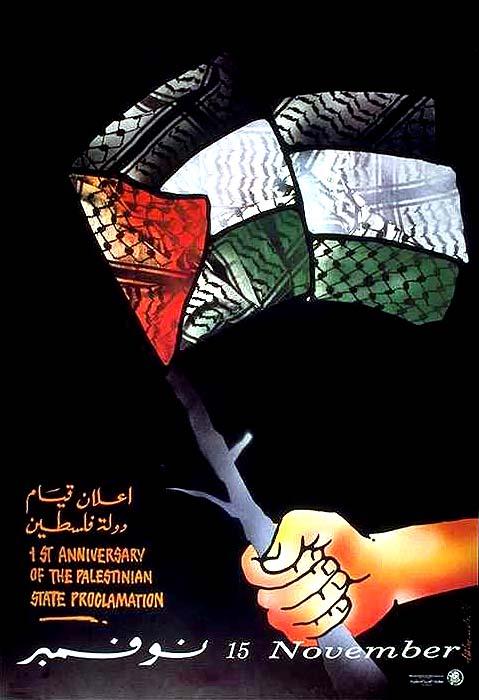 اعلان قيام
دولة فلسطين
1 ST ANNIVERSARY
OF THE PALESTINIAN
STATE PROCLAMATION
نوفمبر 15 November